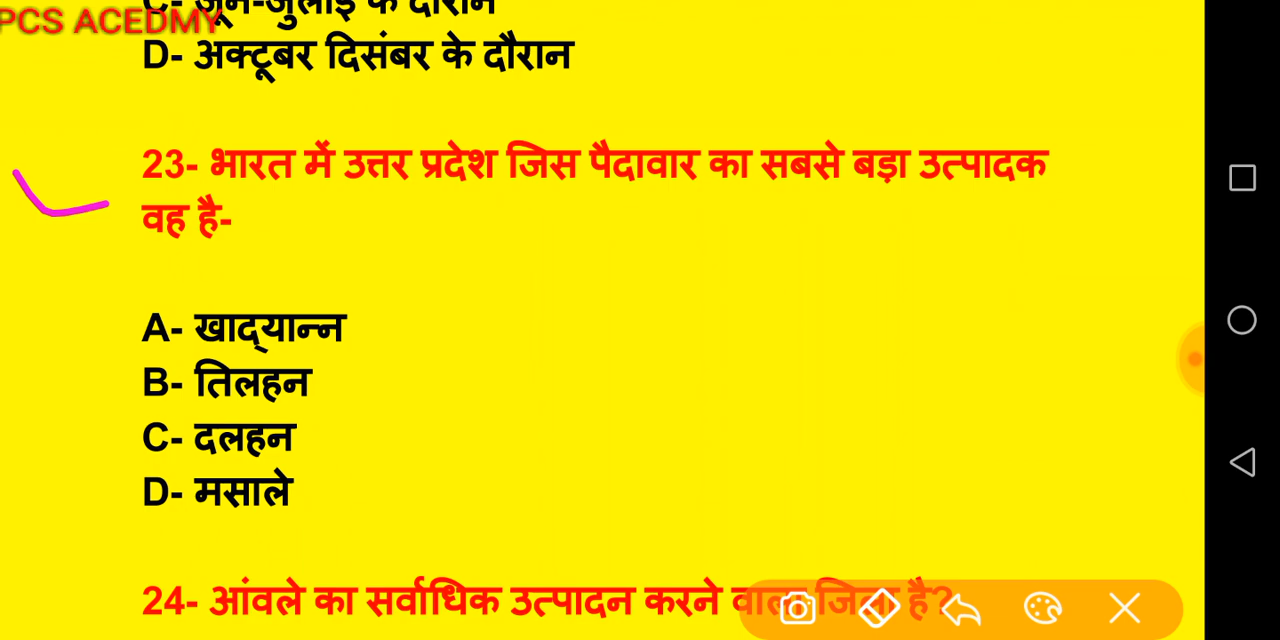 C- जून-जुलाई के दौरान
PCS ACEDMY
D- अक्टूबर दिसंबर के दौरान
23- भारत में उत्तर प्रदेश जिस पैदावार का सबसे बड़ा उत्पादक
वह है-
A- खाद्यान्न
B- तिलहन
C- दलहन
D- मसाले
24- आंवले का सर्वाधिक उत्पादन करने वाला जिला है?